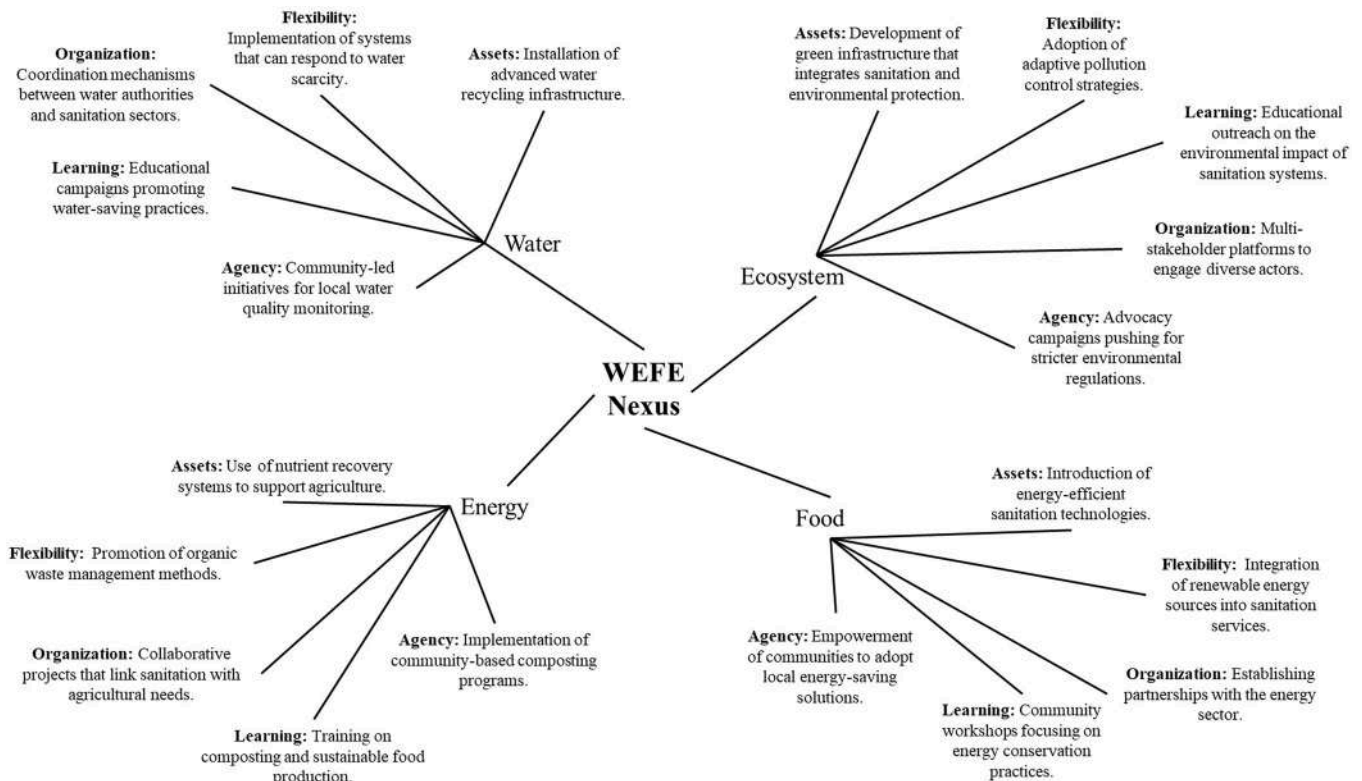 Flexibility:
Implementation of systems
that can respond to water
scarcity.
Organization:
Coordination mechanisms
between water authorities
and sanitation sectors.
Assets: Installation of
advanced water
recycling infrastructure.
Learning: Educational
campaigns promoting
water-saving practices.
Agency: Community-led
initiatives for local water
quality monitoring.
Water
Assets: Development of
green infrastructure that
integrates sanitation and
environmental protection.
Flexibility:
Adoption of
adaptive pollution
control strategies.
Learning: Educational
outreach on the
environmental impact of
sanitation systems.
Organization: Multi-
stakeholder platforms to
engage diverse actors.
Agency: Advocacy
campaigns pushing for
stricter environmental
regulations.
Ecosystem
WEFE
Nexus
Assets: Use of nutrient recovery
systems to support agriculture.
Energy
Flexibility: Promotion of organic
waste management methods.
Organization: Collaborative
projects that link sanitation with
agricultural needs.
Agency: Implementation of
community-based composting
programs.
Learning: Training on
composting and sustainable food
production.
Food
Assets: Introduction of
energy-efficient
sanitation technologies.
Flexibility: Integration
of renewable energy
sources into sanitation
services.
Agency: Empowerment
of communities to adopt
local energy-saving
solutions.
Organization: Establishing
partnerships with the energy
sector.
Learning: Community
workshops focusing on
energy conservation
practices.